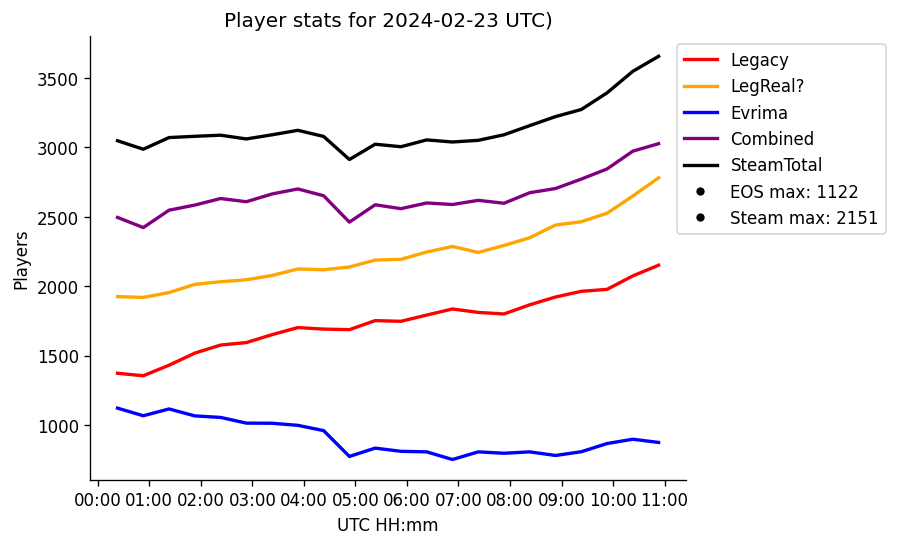 Player stats for 2024-02-23 UTC)
Players
3500
3000
2500
2000
1500
1000
00:00 01:00 02:00 03:00 04:00 05:00 06:00 07:00 08:00 09:00 10:00 11:00
UTC HH:mm
Legacy
LegReal?
Evrima
Combined
SteamTotal
EOS max: 1122
Steam max: 2151